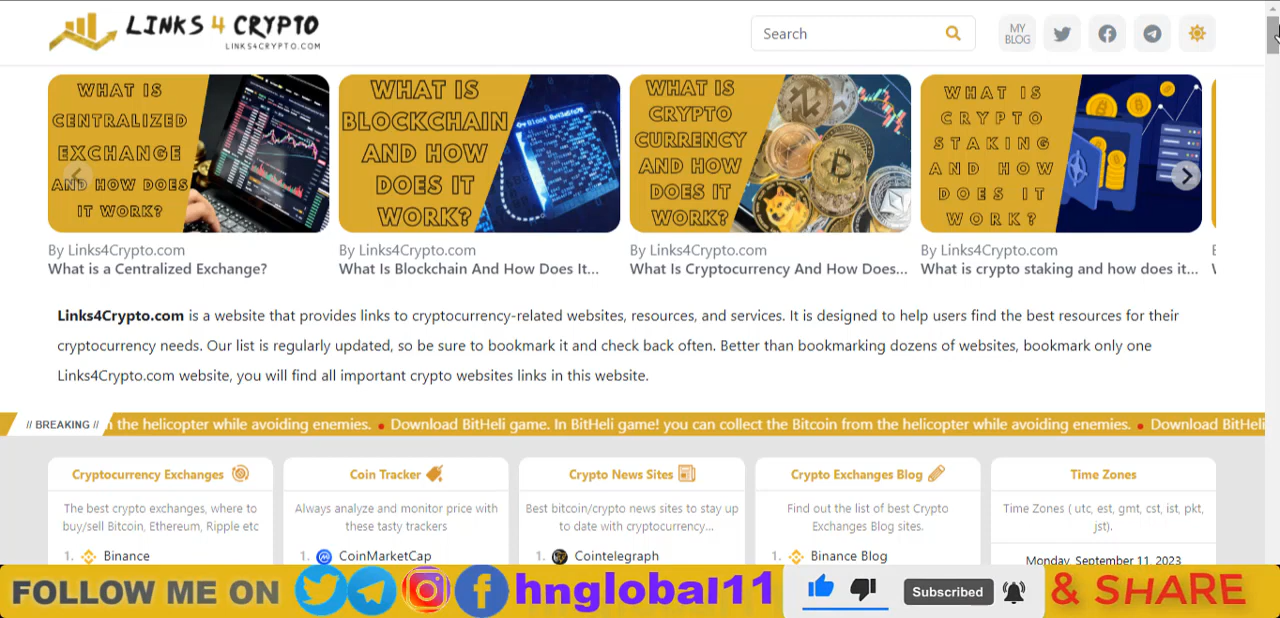 LINKS 4 CRYPTO
LINKS4CRYPTO.COM
Search
MY
BLOG
WHAT IS
CENTRALIZED
EXCHANGE
AND HOW DOES
IT WORK?
WHAT IS
BLOCKCHAIN
AND HOW
DOES IT
WORK?
WHAT IS
CRYPTO
CURRENCY
AND HOW
DOES IT
WORK?
WHAT IS
CRYPTO
STAKING
AND HOW
DOES IT
WORK?
By Links4Crypto.com
What is a Centralized Exchange?
By Links4Crypto.com
What Is Blockchain And How Does It...
By Links4Crypto.com
What Is Cryptocurrency And How Does...
By Links4Crypto.com
What is crypto staking and how does it...
Links4Crypto.com is a website that provides links to cryptocurrency-related websites, resources, and services. It is designed to help users find the best resources for their
cryptocurrency needs. Our list is regularly updated, so be sure to bookmark it and check back often. Better than bookmarking dozens of websites, bookmark only one
Links4Crypto.com website, you will find all important crypto websites links in this website.
// BREAKING // the helicopter while avoiding enemies. • Download BitHeli game. In BitHeli game! you can collect the Bitcoin from the helicopter while avoiding enemies. • Download BitHeli
Cryptocurrency Exchanges
The best crypto exchanges, where to
buy/sell Bitcoin, Ethereum, Ripple etc
1. Binance
Coin Tracker
Always analyze and monitor price with
these tasty trackers
1. CoinMarketCap
Crypto News Sites
Best bitcoin/crypto news sites to stay up
to date with cryptocurrency...
1. Cointelegraph
Crypto Exchanges Blog
Find out the list of best Crypto
Exchanges Blog sites.
1. Binance Blog
Time Zones
Time Zones ( utc, est, gmt, cst, ist, pkt,
jst).
Monday, September 11, 2023
FOLLOW ME ON hnglobal11 Subscribed & SHARE